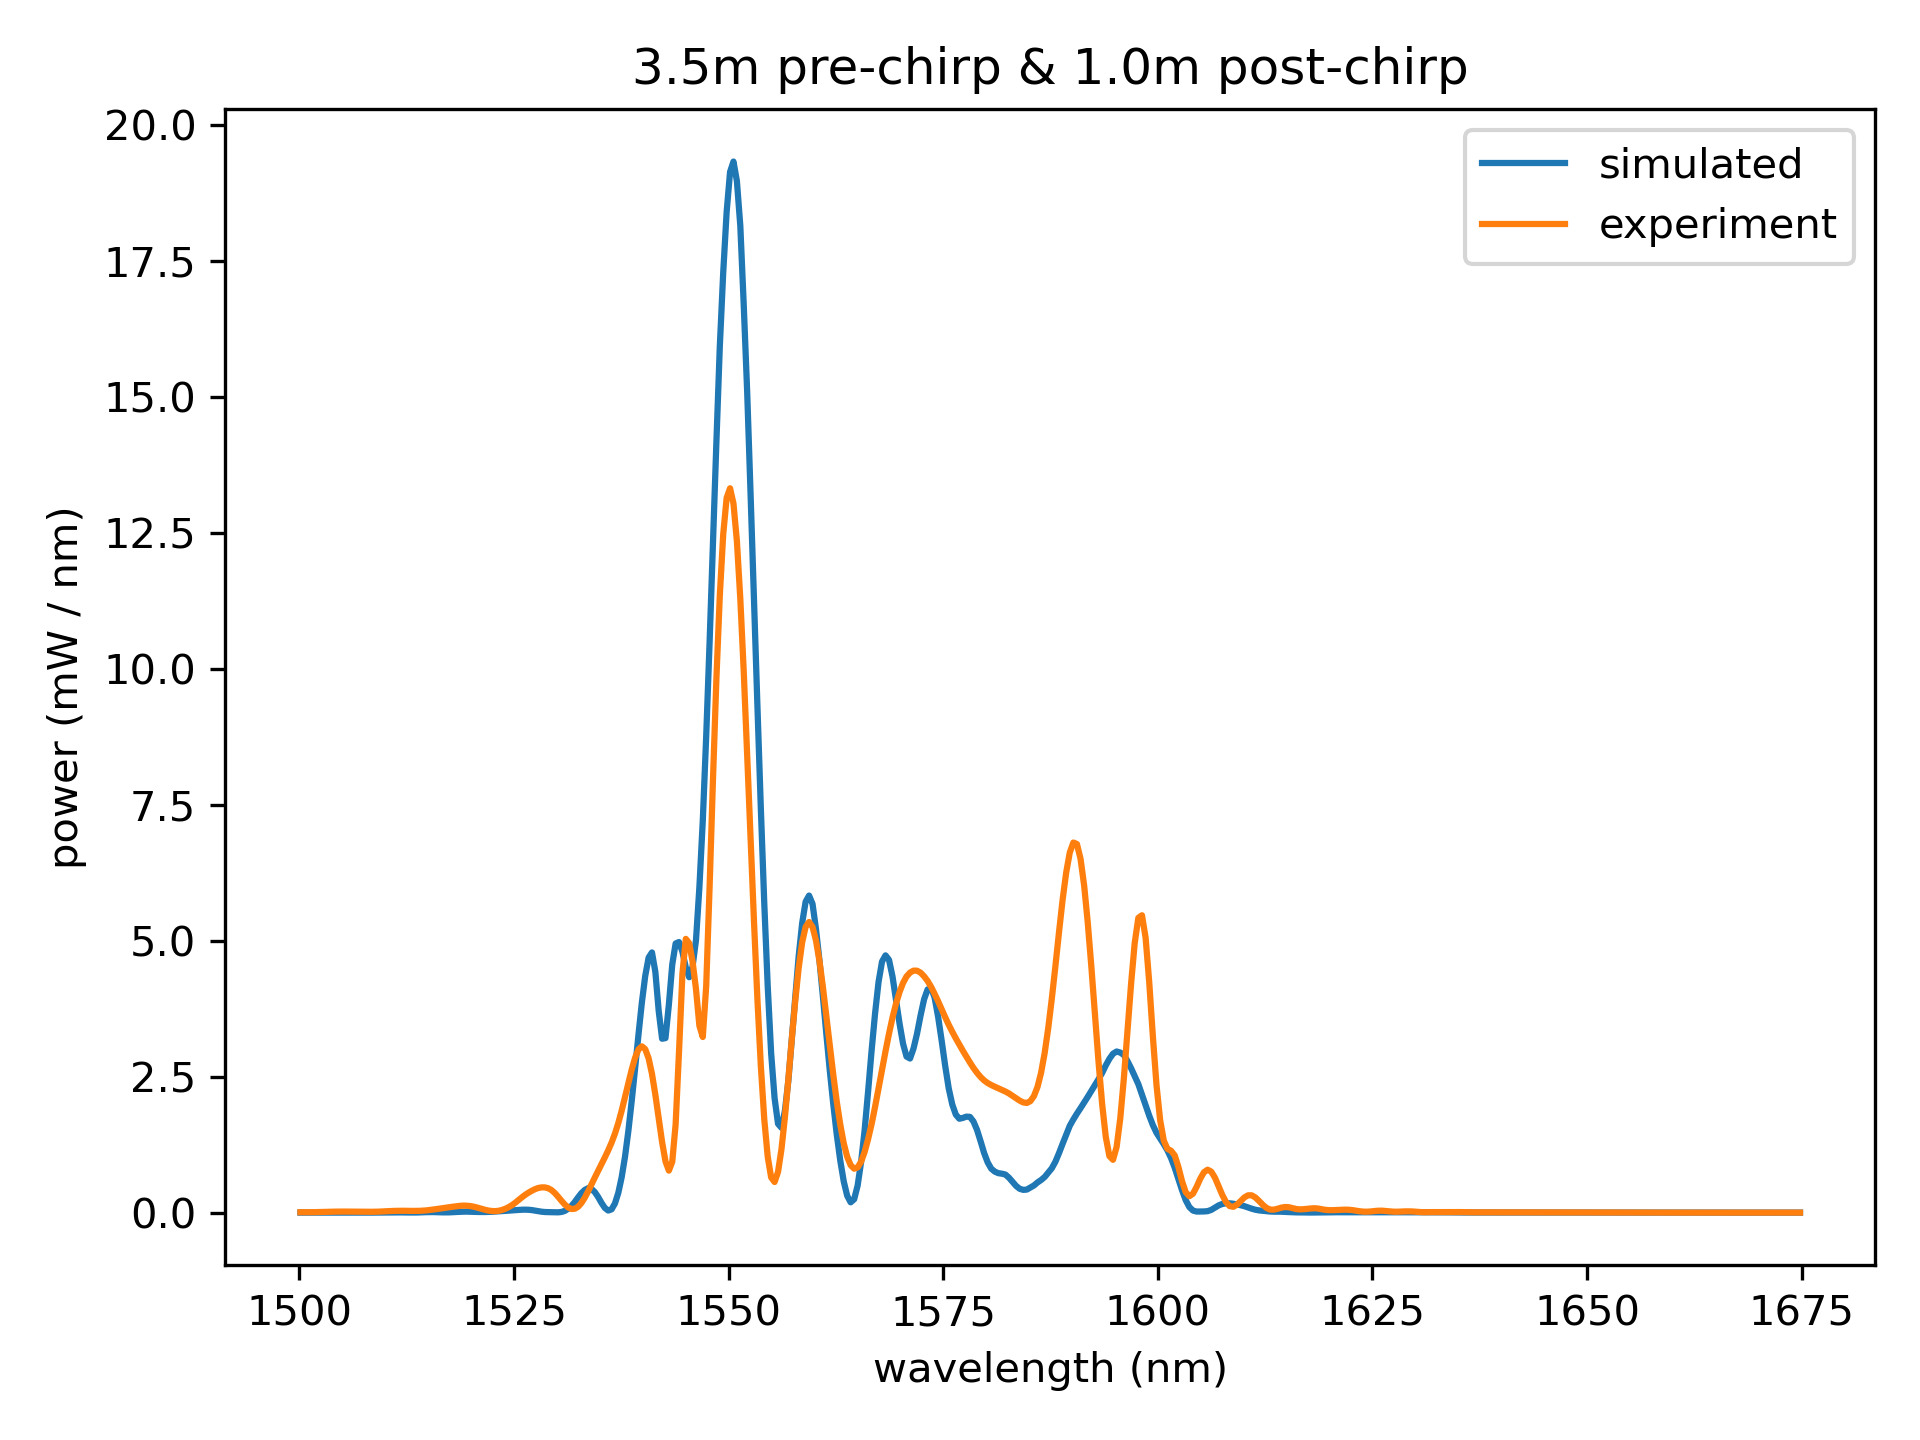 3.5m pre-chirp & 1.0m post-chirp
simulated
experiment
20.0
17.5
15.0
12.5
10.0
7.5
5.0
2.5
0.0
power (mW / nm)
1500 1525 1550 1575 1600 1625 1650 1675
wavelength (nm)